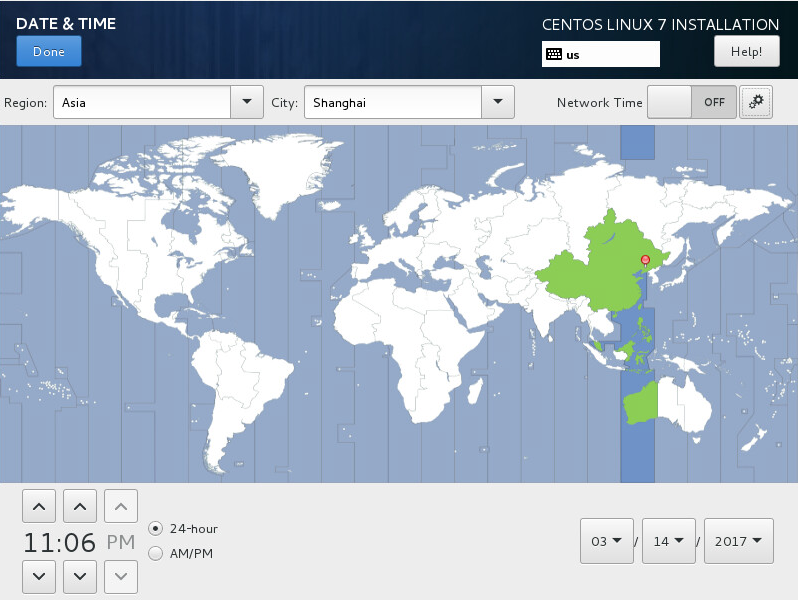 DATE & TIME
CENTOS LINUX 7 INSTALLATION
Done
us
Help!
Region: Asia City: Shanghai Network Time OFF
11:06 PM
24-hour
AM/PM
03 / 14 / 2017